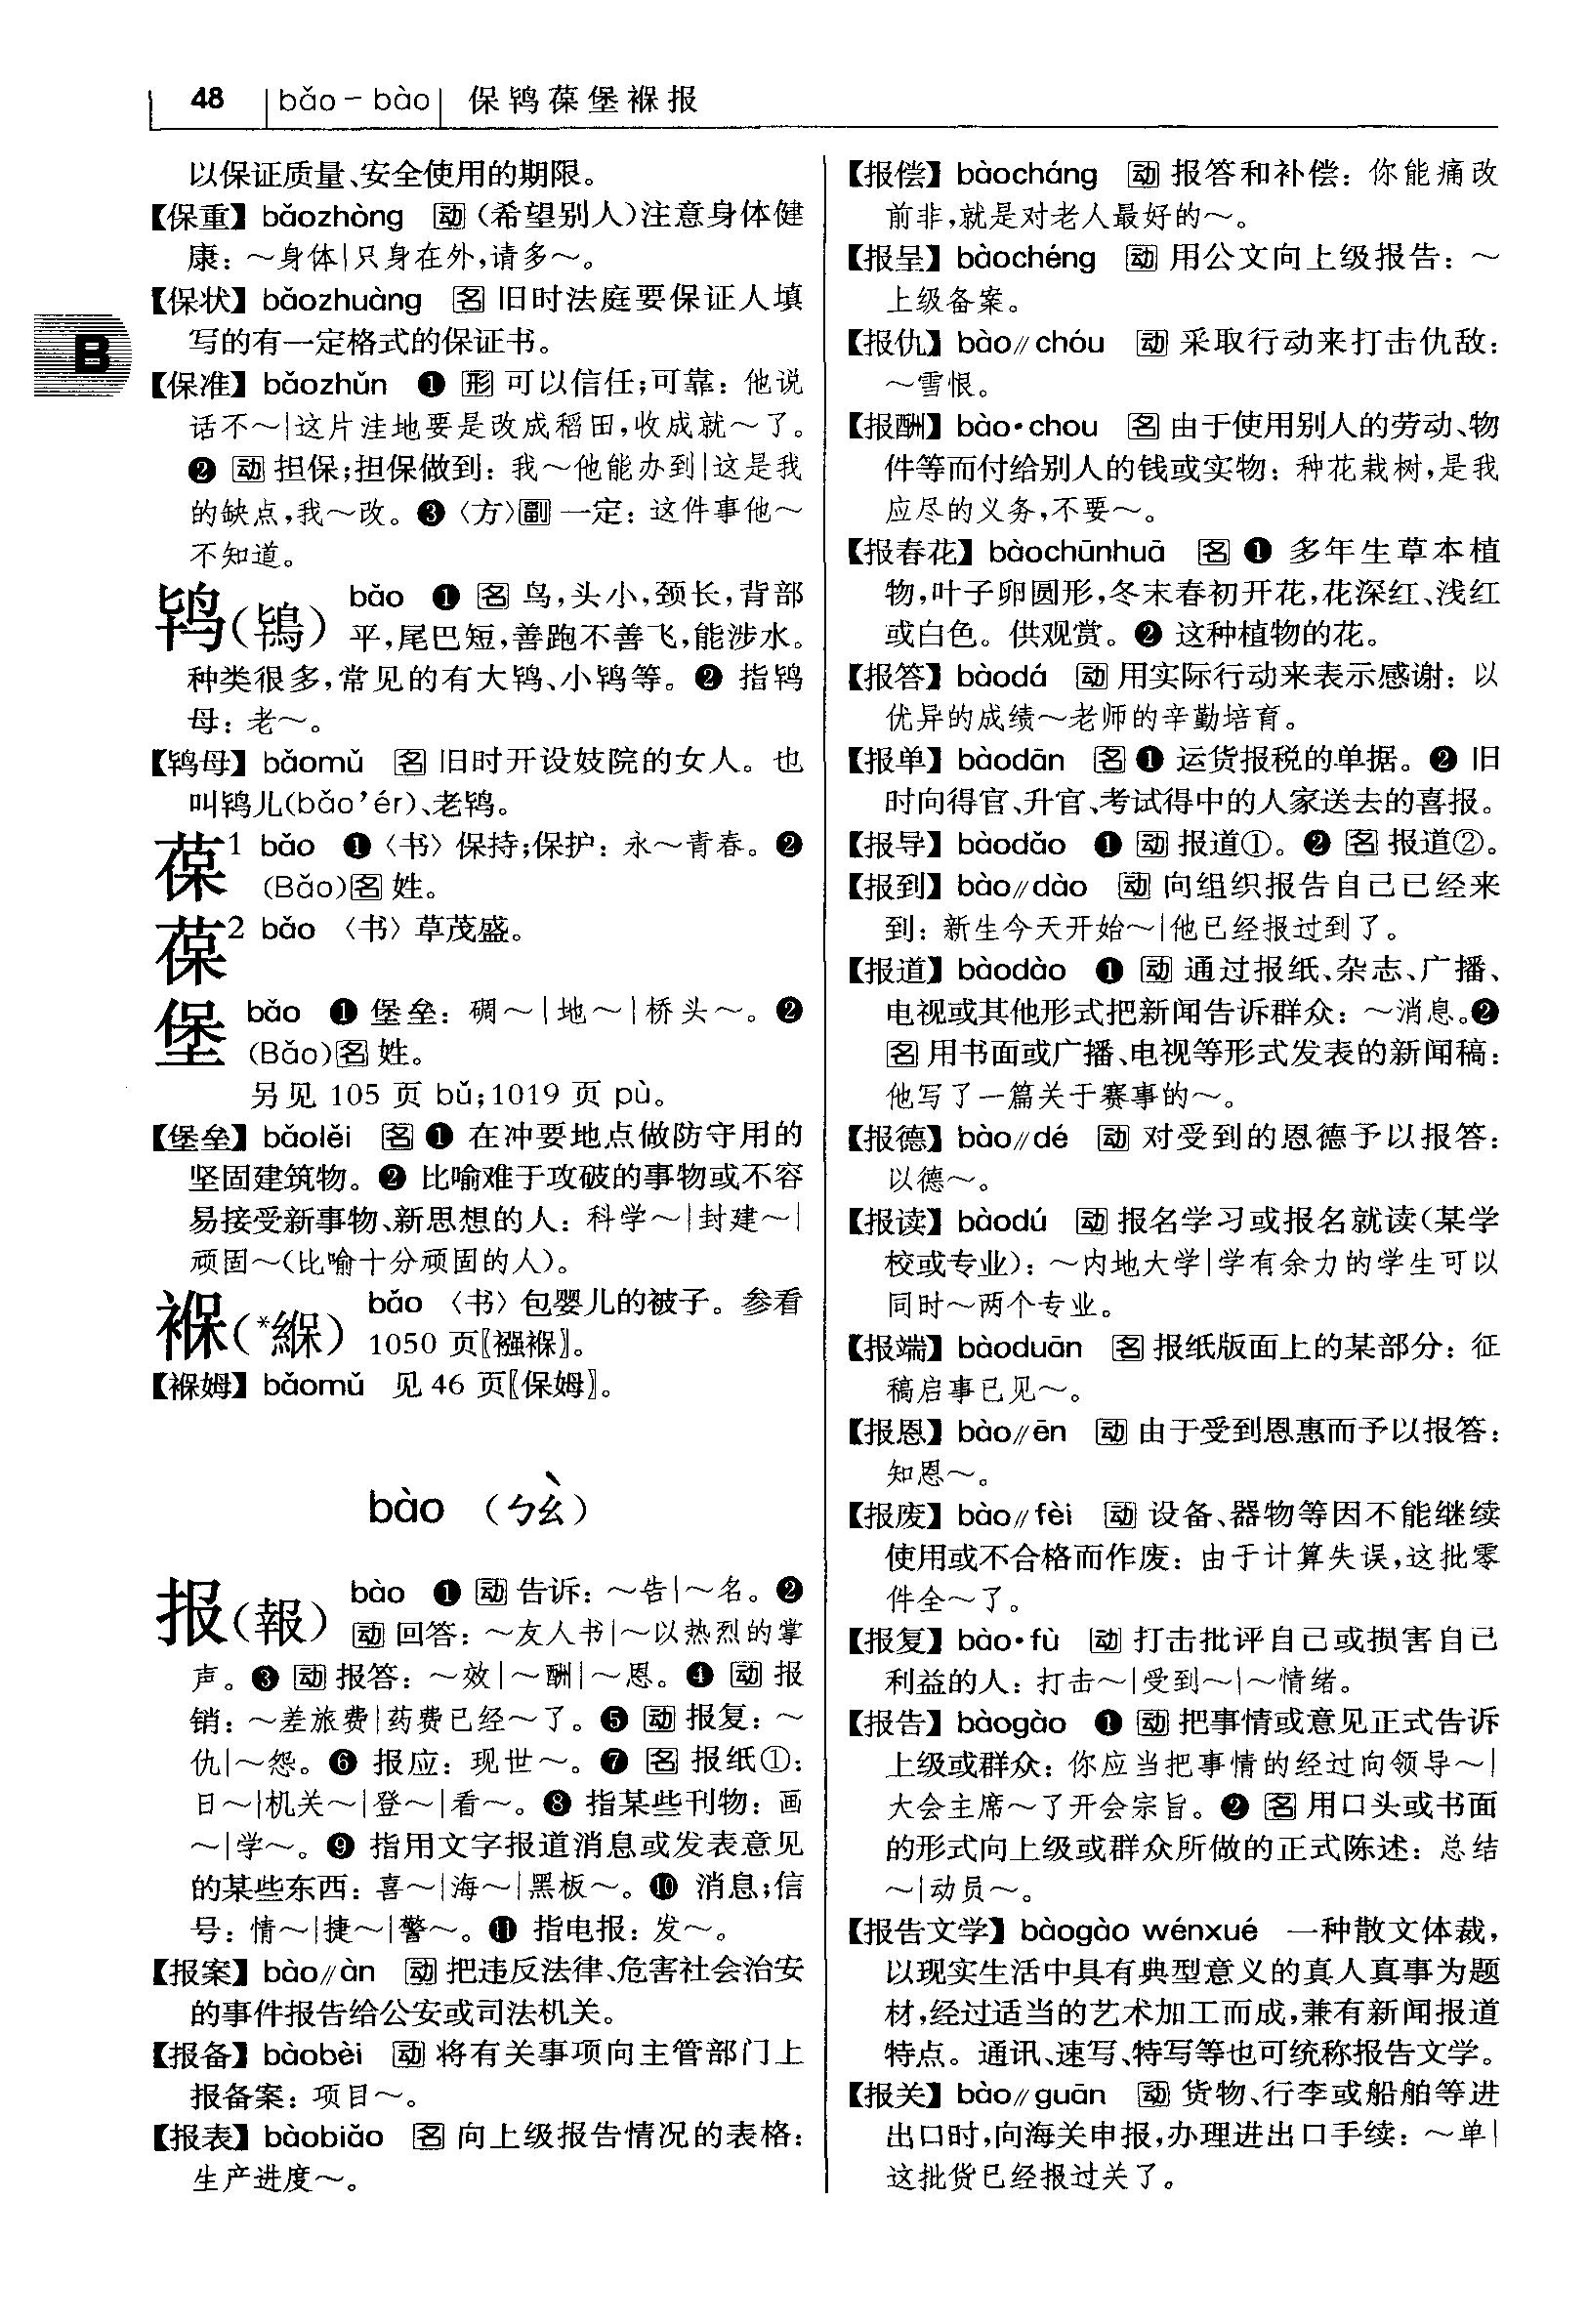 48 bǎo－bào 保鸨葆堡褓报
以保证质量、安全使用的期限。
【保重】 bǎozhòng 动（希望别人）注意身体健
康：～身体|只身在外，请多～。
【保状】 bǎozhuàng 名 旧时法庭要保证人填
写的有一定格式的保证书。
B
【保准】 bǎozhǔn ❶ 形 可以信任；可靠：他说
话不～|这片洼地要是改成稻田，收成就～了。
❷ 动 担保；担保做到：我～他能办到|这是我
的缺点，我～改。❸〈方〉副 一定：这件事他～
不知道。
鸨（鴇） bǎo ❶ 名 鸟，头小，颈长，背部
平，尾巴短，善跑不善飞，能涉水。
种类很多，常见的有大鸨、小鸨等。❷ 指鸨
母：老～。
【鸨母】 bǎomǔ 名 旧时开设妓院的女人。也
叫鸨儿（bǎo’ér）、老鸨。
葆1 bǎo ❶〈书〉保持；保护：永～青春。❷
（Bǎo）名 姓。
葆2 bǎo 〈书〉草茂盛。
堡 bǎo ❶ 堡垒：碉～|地～|桥头～。❷
（Bǎo）名 姓。
另见 105 页 bǔ；1019 页 pù。
【堡垒】 bǎolěi 名 ❶ 在冲要地点做防守用的
坚固建筑物。❷ 比喻难于攻破的事物或不容
易接受新事物、新思想的人：科学～|封建～|
顽固～（比喻十分顽固的人）。
褓（*緥） bǎo 〈书〉包婴儿的被子。参看
1050 页〖襁褓〗。
【褓姆】 bǎomǔ 见 46 页〖保姆〗。
bào （ㄅㄠˋ）
报（報） bào ❶ 动 告诉：～告|～名。❷
动 回答：～友人书|～以热烈的掌
声。❸ 动 报答：～效|～酬|～恩。❹ 动 报
销：～差旅费|药费已经～了。❺ 动 报复：～
仇|～怨。❻ 报应：现世～。❼ 名 报纸①：
日～|机关～|登～|看～。❽ 指某些刊物：画
～|学～。❾ 指用文字报道消息或发表意见
的某些东西：喜～|海～|黑板～。❿ 消息；信
号：情～|捷～|警～。⓫ 指电报：发～。
【报案】 bào∥àn 动 把违反法律、危害社会治安
的事件报告给公安或司法机关。
【报备】 bàobèi 动 将有关事项向主管部门上
报备案：项目～。
【报表】 bàobiǎo 名 向上级报告情况的表格：
生产进度～。
【报偿】 bàocháng 动 报答和补偿：你能痛改
前非，就是对老人最好的～。
【报呈】 bàochéng 动 用公文向上级报告：～
上级备案。
【报仇】 bào∥chóu 动 采取行动来打击仇敌：
～雪恨。
【报酬】 bào·chou 名 由于使用别人的劳动、物
件等而付给别人的钱或实物：种花栽树，是我
应尽的义务，不要～。
【报春花】 bàochūnhuā 名 ❶ 多年生草本植
物，叶子卵圆形，冬末春初开花，花深红、浅红
或白色。供观赏。❷ 这种植物的花。
【报答】 bàodá 动 用实际行动来表示感谢：以
优异的成绩～老师的辛勤培育。
【报单】 bàodān 名 ❶ 运货报税的单据。❷ 旧
时向得官、升官、考试得中的人家送去的喜报。
【报导】 bàodǎo ❶ 动 报道①。❷ 名 报道②。
【报到】 bào∥dào 动 向组织报告自己已经来
到：新生今天开始～|他已经报过到了。
【报道】 bàodào ❶ 动 通过报纸、杂志、广播、
电视或其他形式把新闻告诉群众：～消息。❷
名 用书面或广播、电视等形式发表的新闻稿：
他写了一篇关于赛事的～。
【报德】 bào∥dé 动 对受到的恩德予以报答：
以德～。
【报读】 bàodú 动 报名学习或报名就读（某学
校或专业）：～内地大学|学有余力的学生可以
同时～两个专业。
【报端】 bàoduān 名 报纸版面上的某部分：征
稿启事已见～。
【报恩】 bào∥ēn 动 由于受到恩惠而予以报答：
知恩～。
【报废】 bào∥fèi 动 设备、器物等因不能继续
使用或不合格而作废：由于计算失误，这批零
件全～了。
【报复】 bào·fù 动 打击批评自己或损害自己
利益的人：打击～|受到～|～情绪。
【报告】 bàogào ❶ 动 把事情或意见正式告诉
上级或群众：你应当把事情的经过向领导～|
大会主席～了开会宗旨。❷ 名 用口头或书面
的形式向上级或群众所做的正式陈述：总结
～|动员～。
【报告文学】 bàogào wénxué 一种散文体裁，
以现实生活中具有典型意义的真人真事为题
材，经过适当的艺术加工而成，兼有新闻报道
特点。通讯、速写、特写等也可统称报告文学。
【报关】 bào∥guān 动 货物、行李或船舶等进
出口时，向海关申报，办理进出口手续：～单|
这批货已经报过关了。